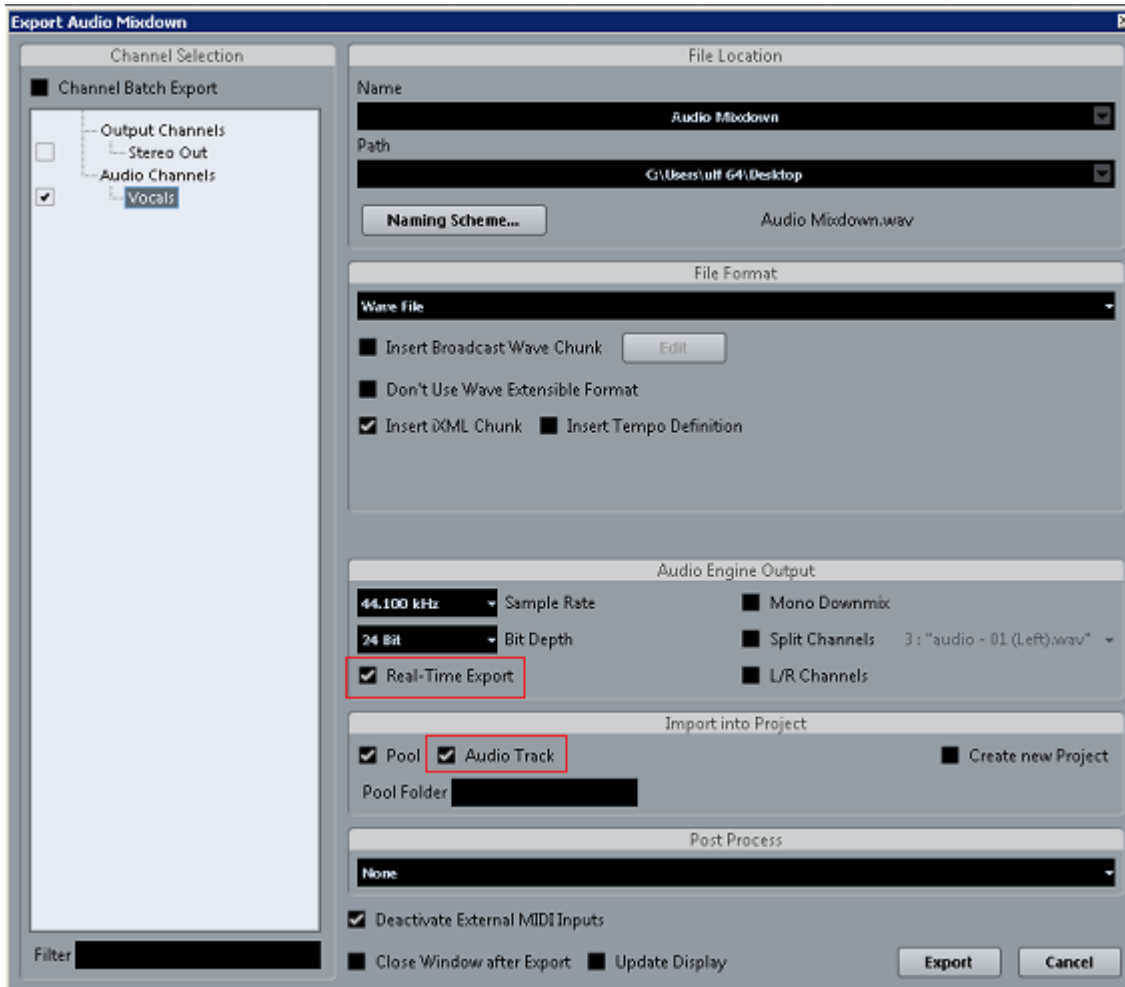 Export Audio Mixdown
Channel Selection
Channel Batch Export
Output Channels
Stereo Out
Audio Channels
Vocals
Filter
File Location
Name
Audio Mixdown
Path
C:\Users\ulf 64\Desktop
Naming Scheme... Audio Mixdown.wav
File Format
Wave File
Insert Broadcast Wave Chunk Edit
Don't Use Wave Extensible Format
Insert iXML Chunk Insert Tempo Definition
Audio Engine Output
44.100 kHz Sample Rate Mono Downmix
24 Bit Bit Depth Split Channels 3 : "audio - 01 (Left).wav"
Real-Time Export L/R Channels
Import into Project
Pool Audio Track Create new Project
Pool Folder
Post Process
None
Deactivate External MIDI Inputs
Close Window after Export Update Display Export Cancel